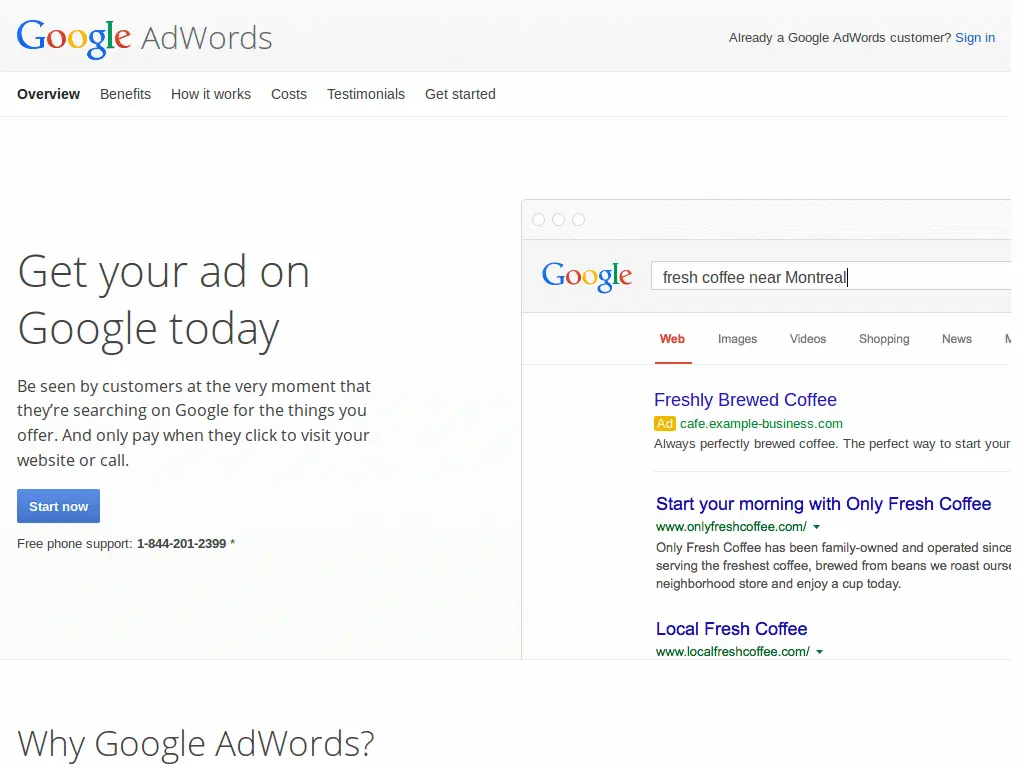 Google AdWords
Already a Google AdWords customer? Sign in
Overview Benefits How it works Costs Testimonials Get started
Get your ad on
Google today
Be seen by customers at the very moment that
they're searching on Google for the things you
offer. And only pay when they click to visit your
website or call.
Start now
Free phone support: 1-844-201-2399 *
Google fresh coffee near Montreal
Web Images Videos Shopping News M
Freshly Brewed Coffee
Ad cafe.example-business.com
Always perfectly brewed coffee. The perfect way to start your
Start your morning with Only Fresh Coffee
www.onlyfreshcoffee.com/
Only Fresh Coffee has been family-owned and operated since
serving the freshest coffee, brewed from beans we roast ourse
neighborhood store and enjoy a cup today.
Local Fresh Coffee
www.localfreshcoffee.com/
Why Google AdWords?